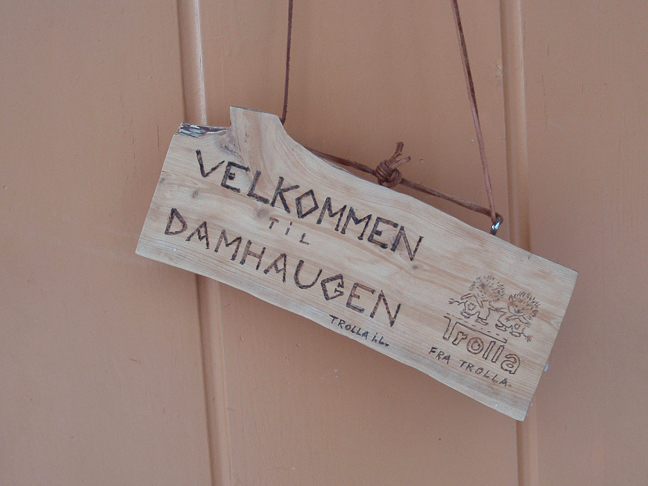 VELKOMMEN
TIL
DAMHAUGEN
TROLLA i.L.
Trolla
FRA TROLLA.